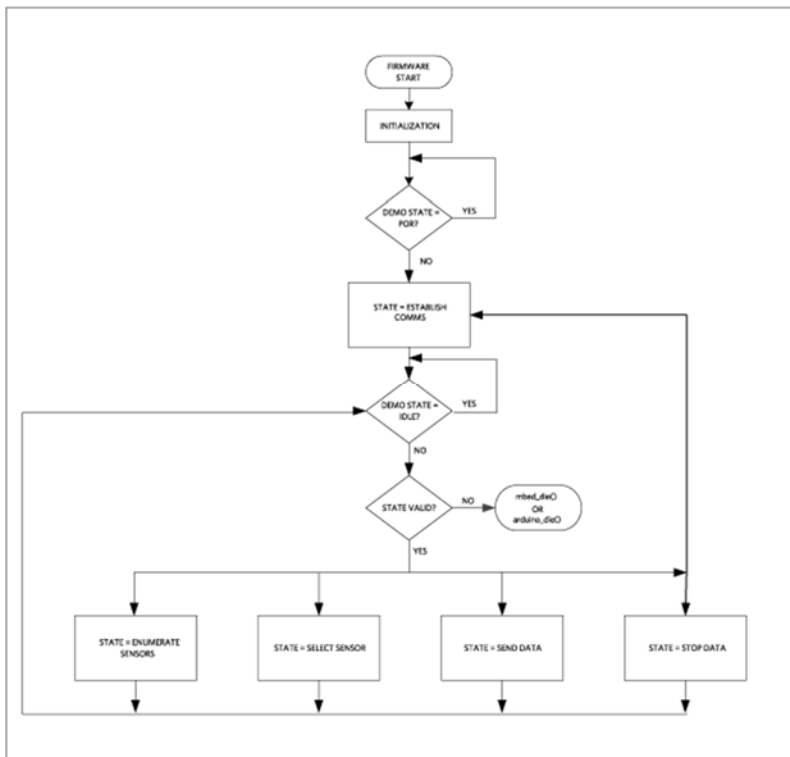 FIRMWARE
START
INITIALIZATION
DEMO STATE =
POR?
YES
NO
STATE = ESTABLISH
COMMS
DEMO STATE =
IDLE?
YES
NO
STATE VALID?
NO
mbed_die()
OR
arduino_die()
YES
STATE = ENUMERATE
SENSORS
STATE = SELECT SENSOR
STATE = SEND DATA
STATE = STOP DATA